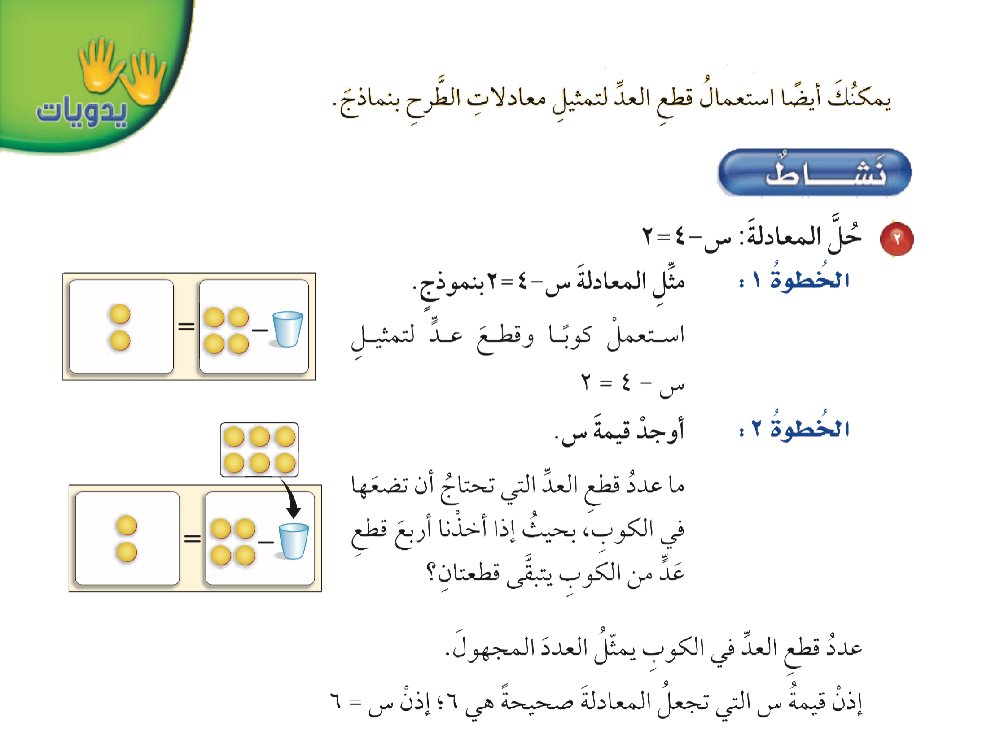 يدويات
يمكنُكَ أيضًا استعمالُ قطعِ العدِّ لتمثيلِ معادلاتِ الطَّرحِ بنماذجَ.
نَشـــاطٌ
٢ حُلَّ المعادلةَ: س − ٤ = ٢
الخُطوةُ ١ : مثِّلِ المعادلةَ س − ٤ = ٢ بنموذجٍ.
استعملْ كوبًا وقطعَ عدٍّ لتمثيلِ
س − ٤ = ٢
− =
الخُطوةُ ٢ : أوجدْ قيمةَ س.
ما عددُ قطعِ العدِّ التي تحتاجُ أن تضعَها
في الكوبِ، بحيثُ إذا أخذْنا أربعَ قطعِ
عَدٍّ من الكوبِ يتبقَّى قطعتانِ؟
− =
عددُ قطعِ العدِّ في الكوبِ يمثّلُ العددَ المجهولَ.
إذنْ قيمةُ س التي تجعلُ المعادلةَ صحيحةً هي ٦؛ إذنْ س = ٦